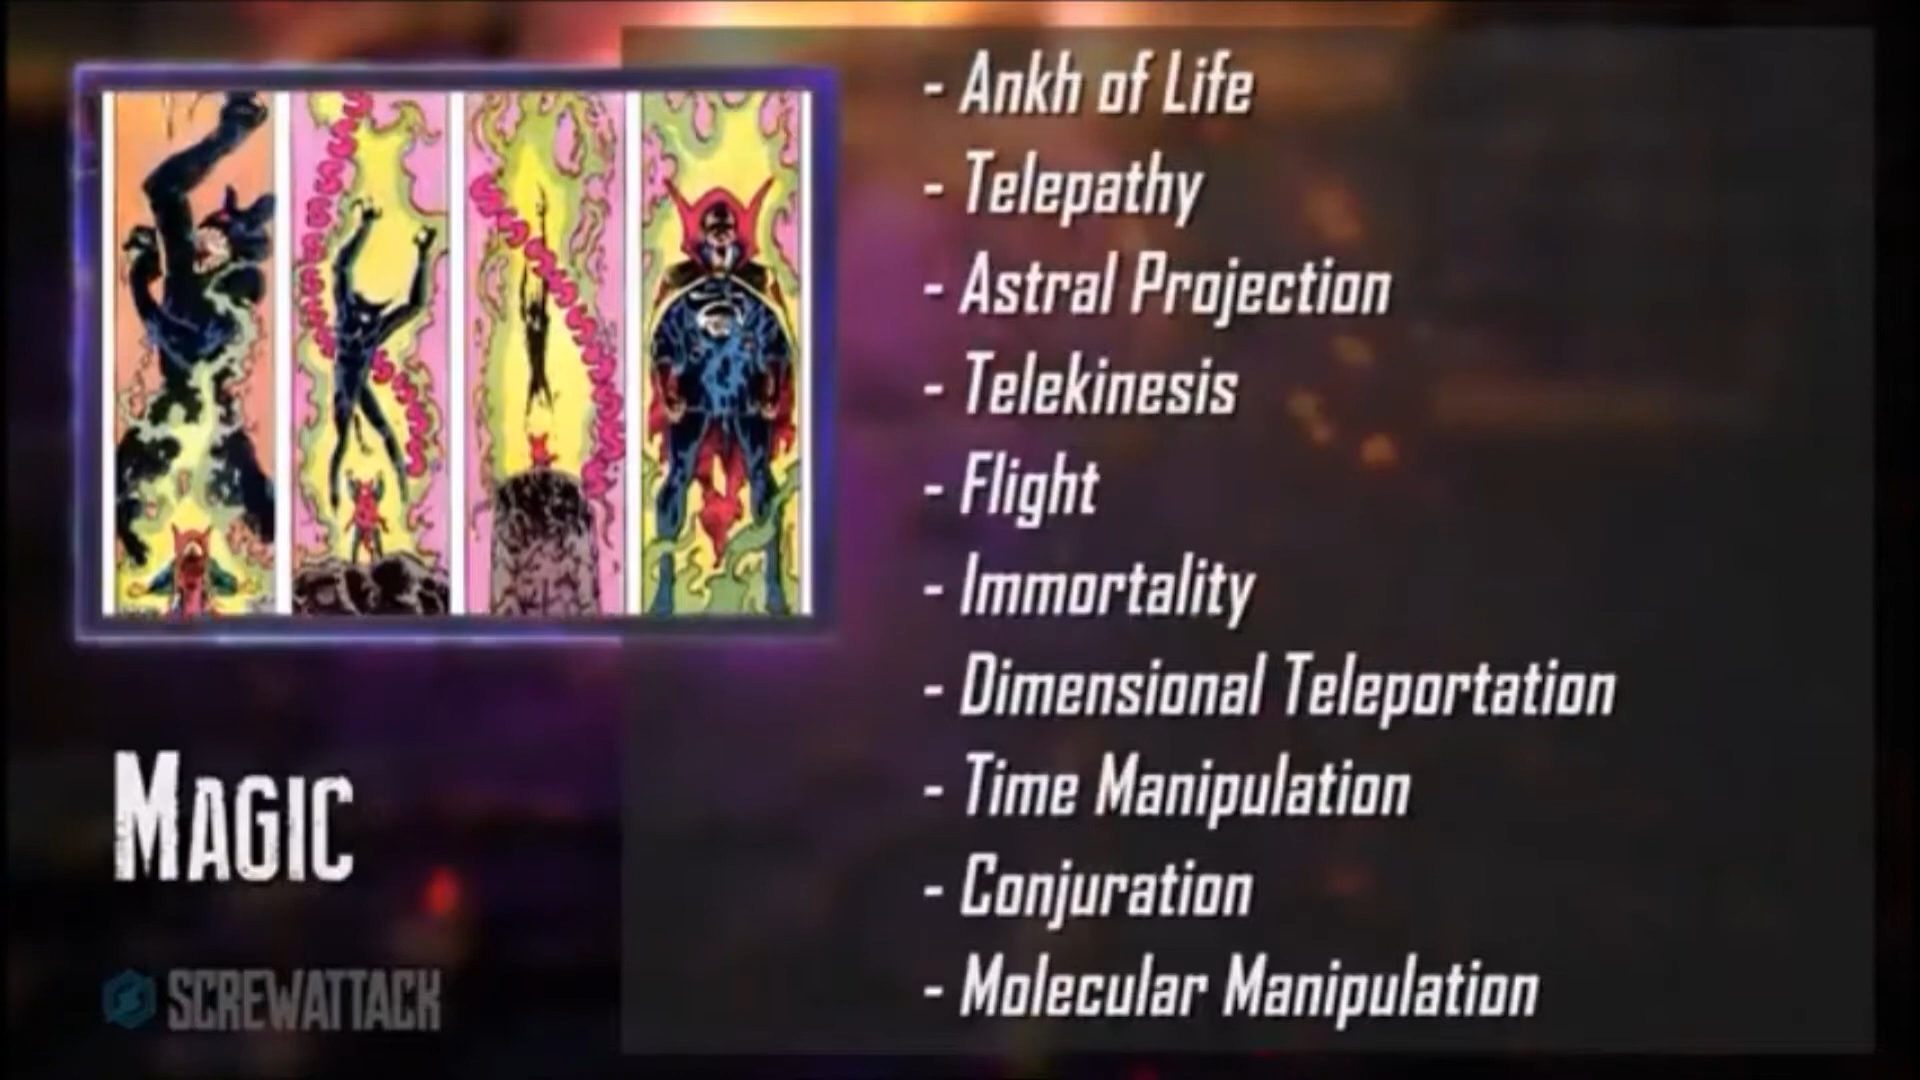 - Ankh of Life
- Telepathy
- Astral Projection
- Telekinesis
- Flight
- Immortality
- Dimensional Teleportation
- Time Manipulation
- Conjuration
- Molecular Manipulation
Magic
SCREWATTACK